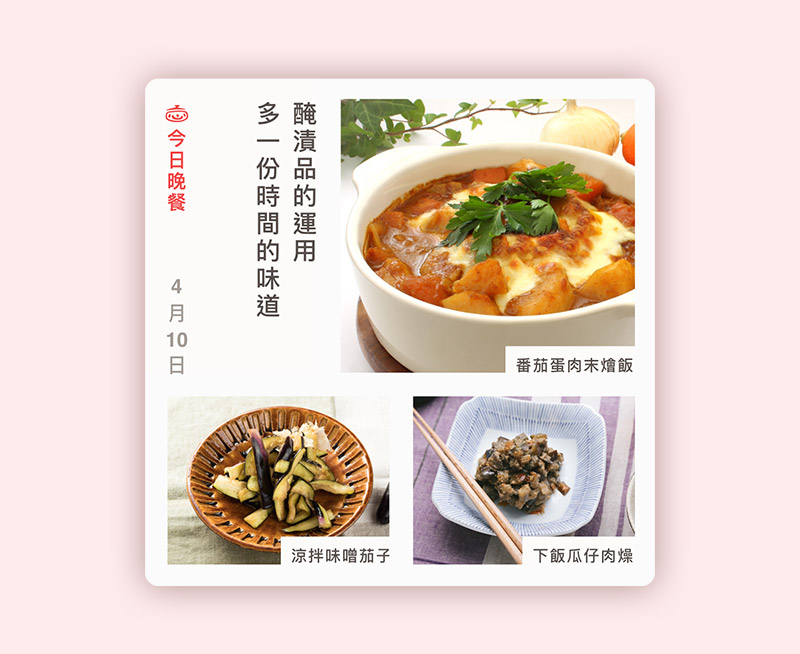 今日晚餐
4月10日
醃漬品的運用
多一份時間的味道
番茄蛋肉末燴飯
涼拌味噌茄子
下飯瓜仔肉燥